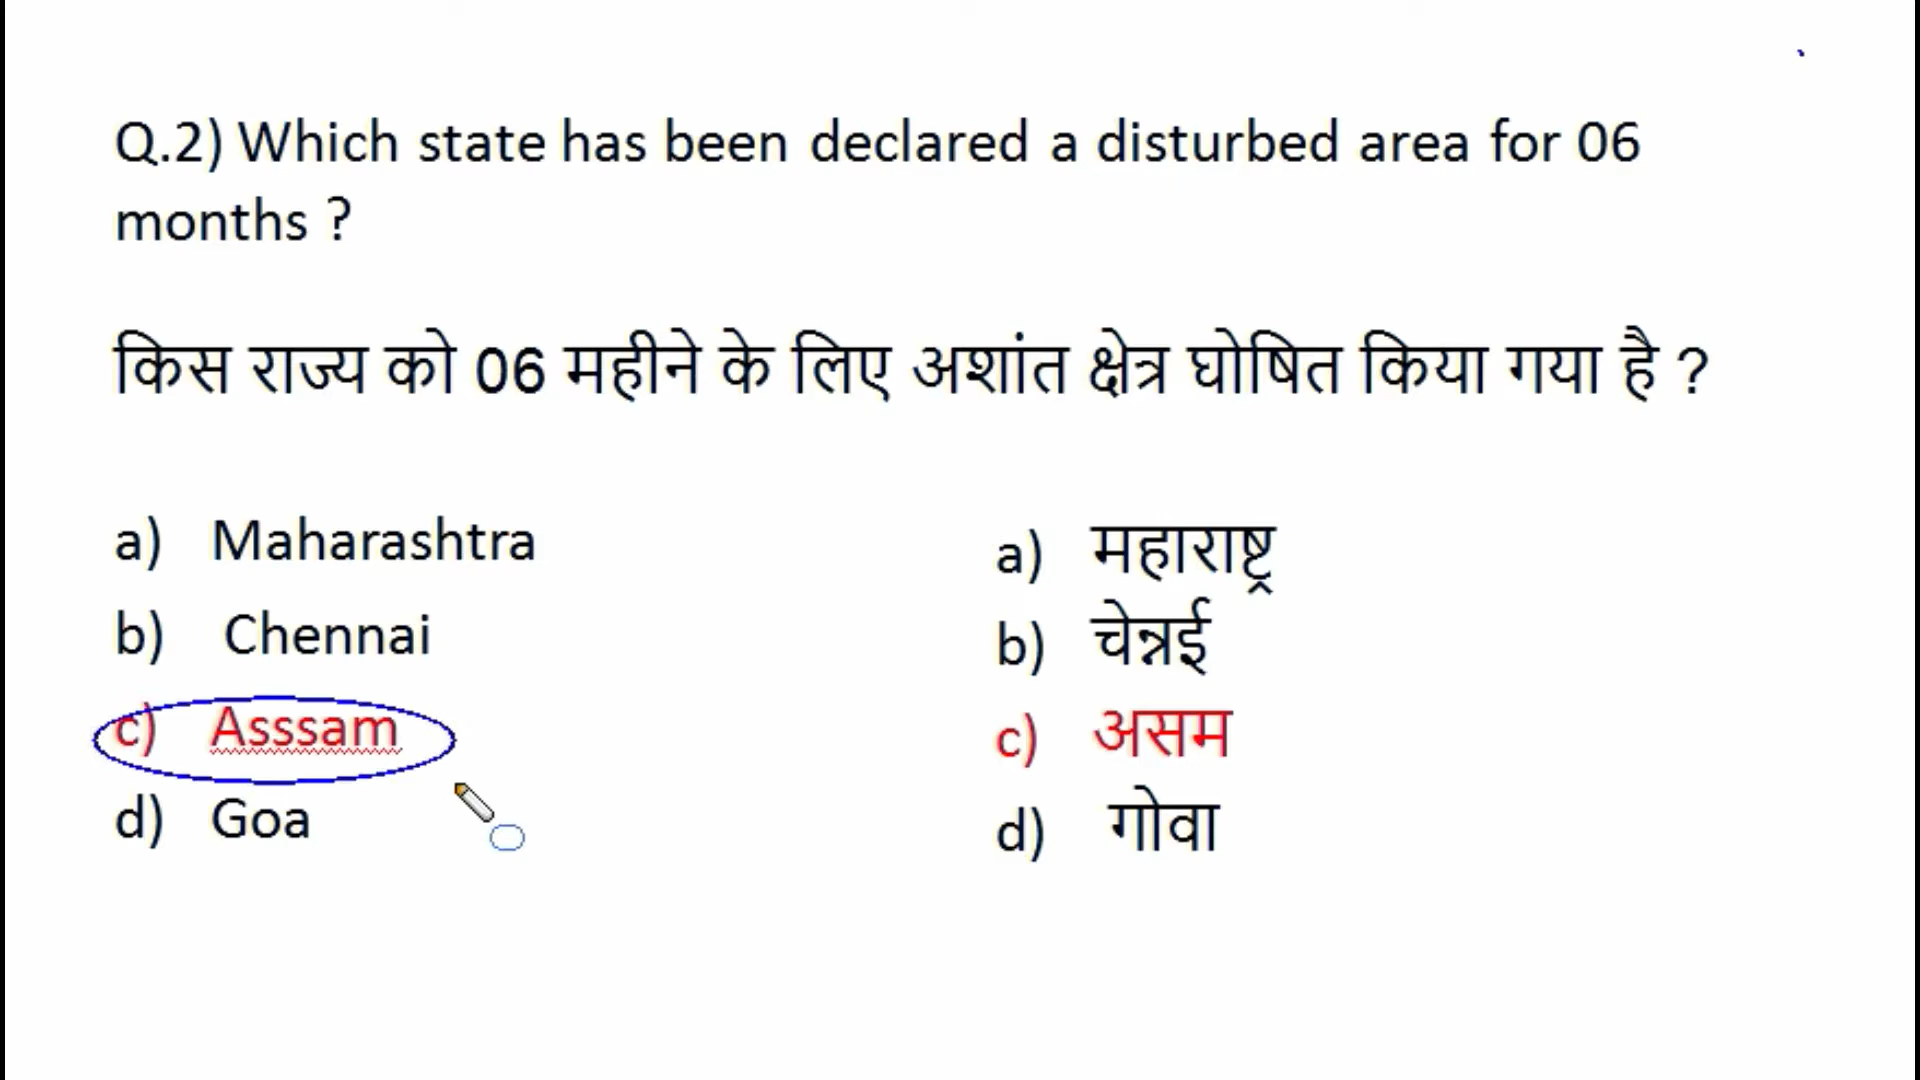 Q.2) Which state has been declared a disturbed area for 06
months ?
किस राज्य को 06 महीने के लिए अशांत क्षेत्र घोषित किया गया है ?
a) Maharashtra
b) Chennai
c) Asssam
d) Goa
a) महाराष्ट्र
b) चेन्नई
c) असम
d) गोवा